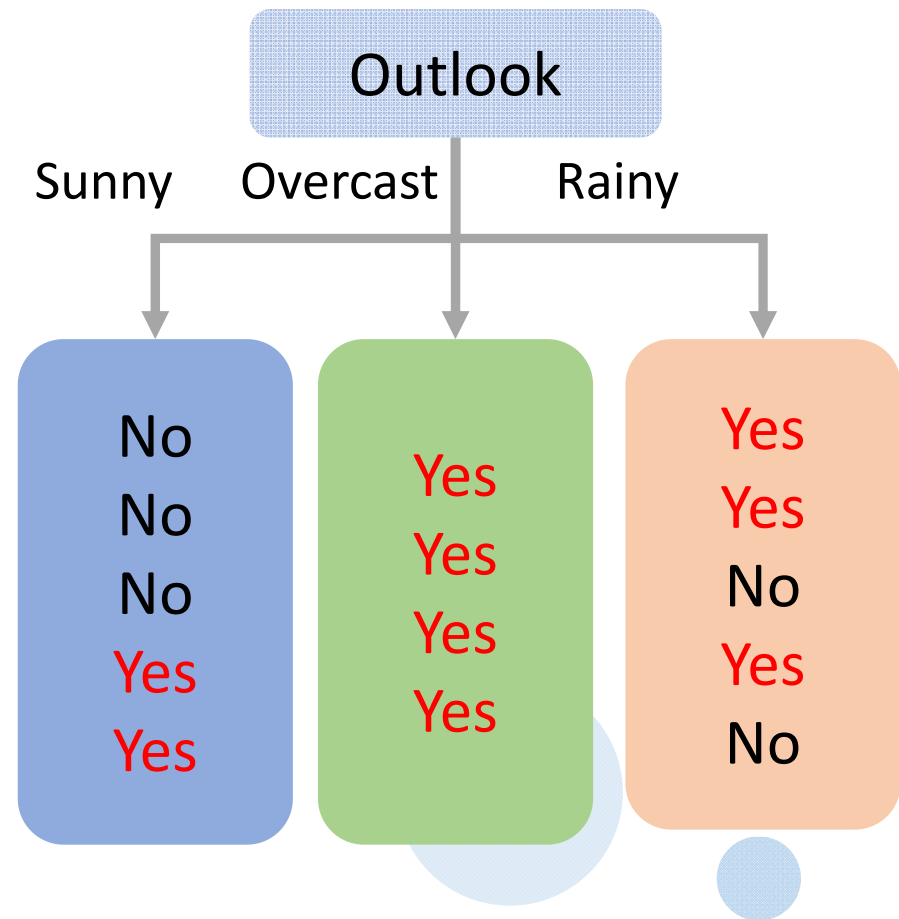 Outlook
Sunny Overcast Rainy
No
No
No
Yes
Yes
Yes
Yes
Yes
Yes
Yes
Yes
No
Yes
No